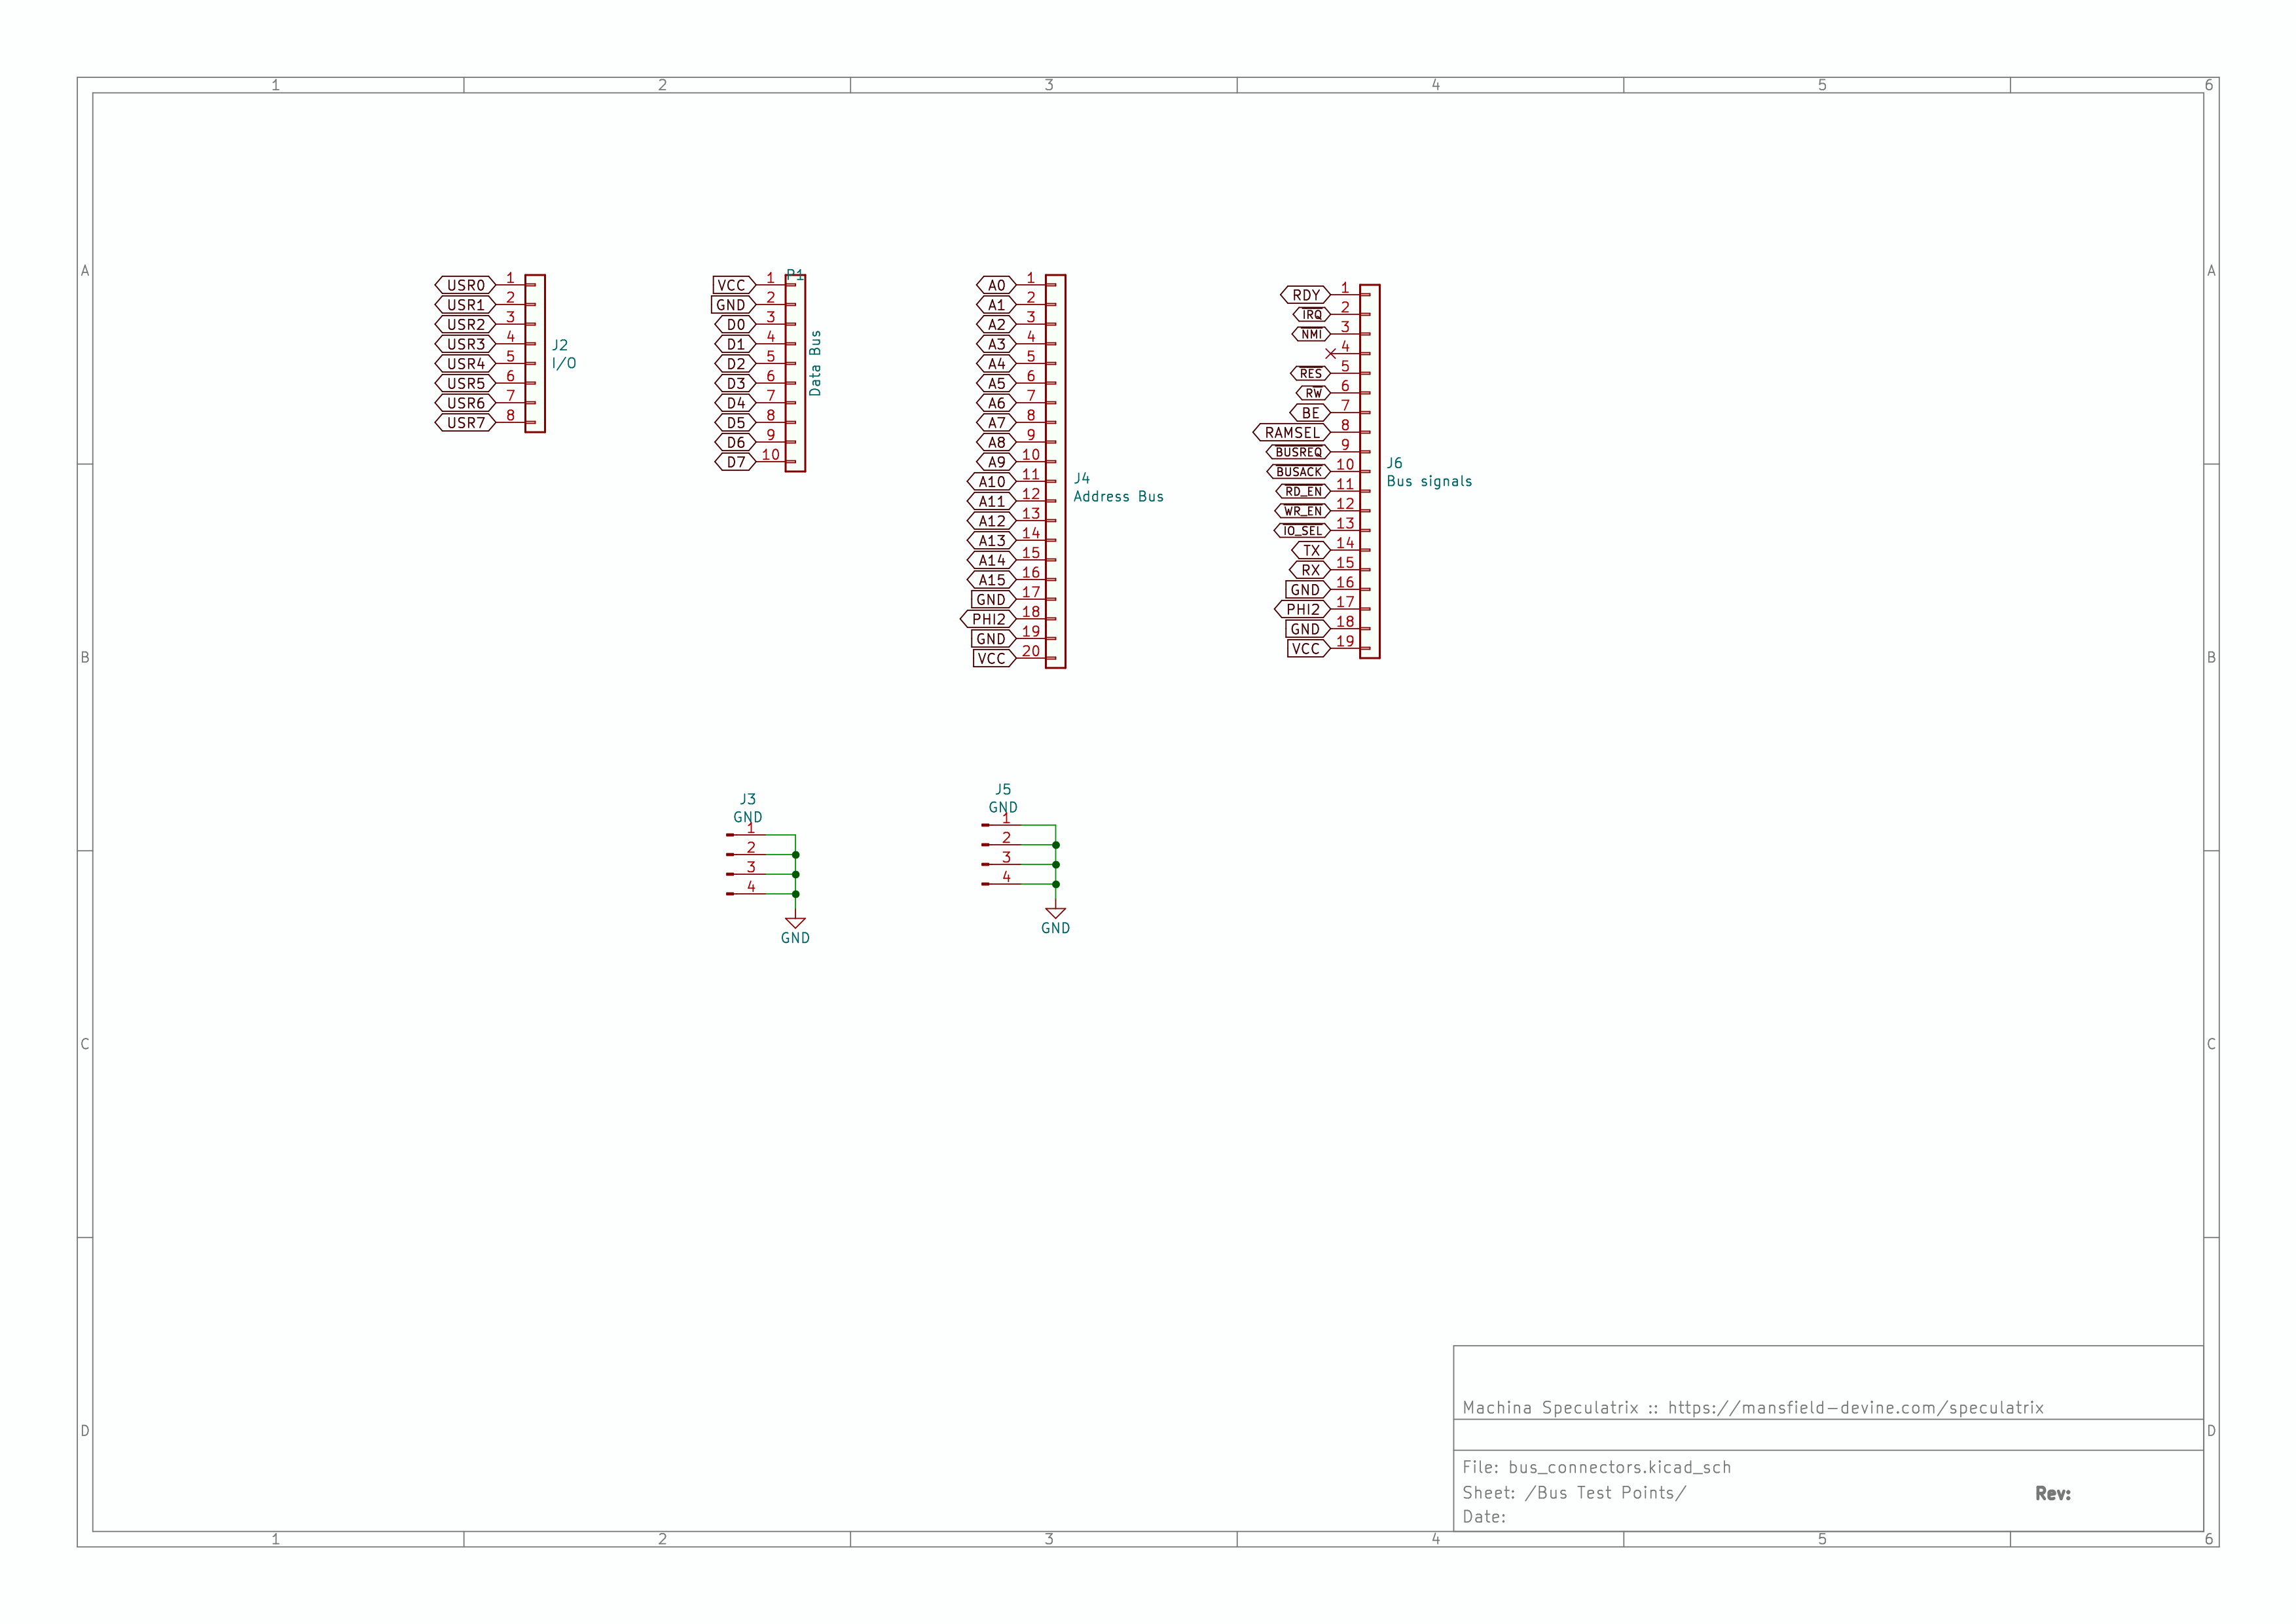 1 2 3 4 5 6
A A
USR0 1
USR1 2
USR2 3
USR3 4
USR4 5
USR5 6
USR6 7
USR7 8
J2
I/O
P1
VCC 1
GND 2
D0 3
D1 4
D2 5
D3 6
D4 7
D5 8
D6 9
D7 10
Data Bus
A0 1
A1 2
A2 3
A3 4
A4 5
A5 6
A6 7
A7 8
A8 9
A9 10
A10 11
A11 12
A12 13
A13 14
A14 15
A15 16
GND 17
PHI2 18
GND 19
VCC 20
J4
Address Bus
RDY 1
IRQ 2
NMI 3
4
RES 5
RW 6
BE 7
RAMSEL 8
BUSREQ 9
BUSACK 10
RD_EN 11
WR_EN 12
IO_SEL 13
TX 14
RX 15
GND 16
PHI2 17
GND 18
VCC 19
J6
Bus signals
B B
J3
GND
1
2
3
4
GND
J5
GND
1
2
3
4
GND
C C
D D
Machina Speculatrix :: https://mansfield-devine.com/speculatrix
File: bus_connectors.kicad_sch
Sheet: /Bus Test Points/
Rev:
Date:
1 2 3 4 5 6